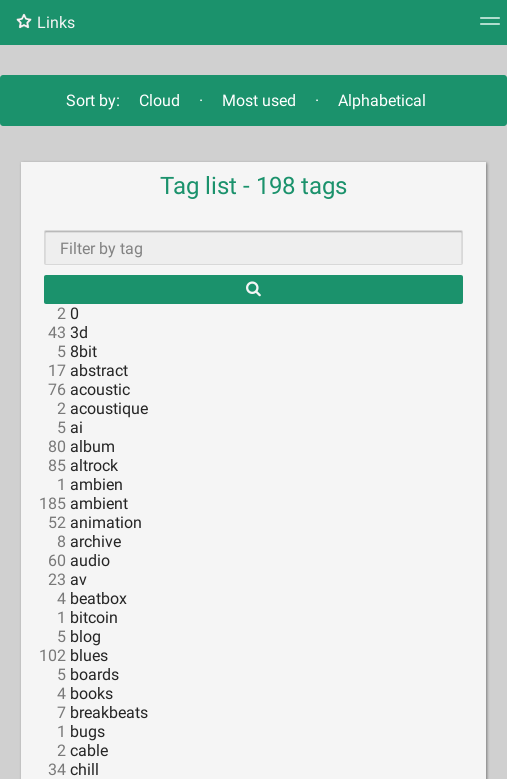 Links
Sort by: Cloud · Most used · Alphabetical
Tag list - 198 tags
Filter by tag
2 0
43 3d
5 8bit
17 abstract
76 acoustic
2 acoustique
5 ai
80 album
85 altrock
1 ambien
185 ambient
52 animation
8 archive
60 audio
23 av
4 beatbox
1 bitcoin
5 blog
102 blues
5 boards
4 books
7 breakbeats
1 bugs
2 cable
34 chill